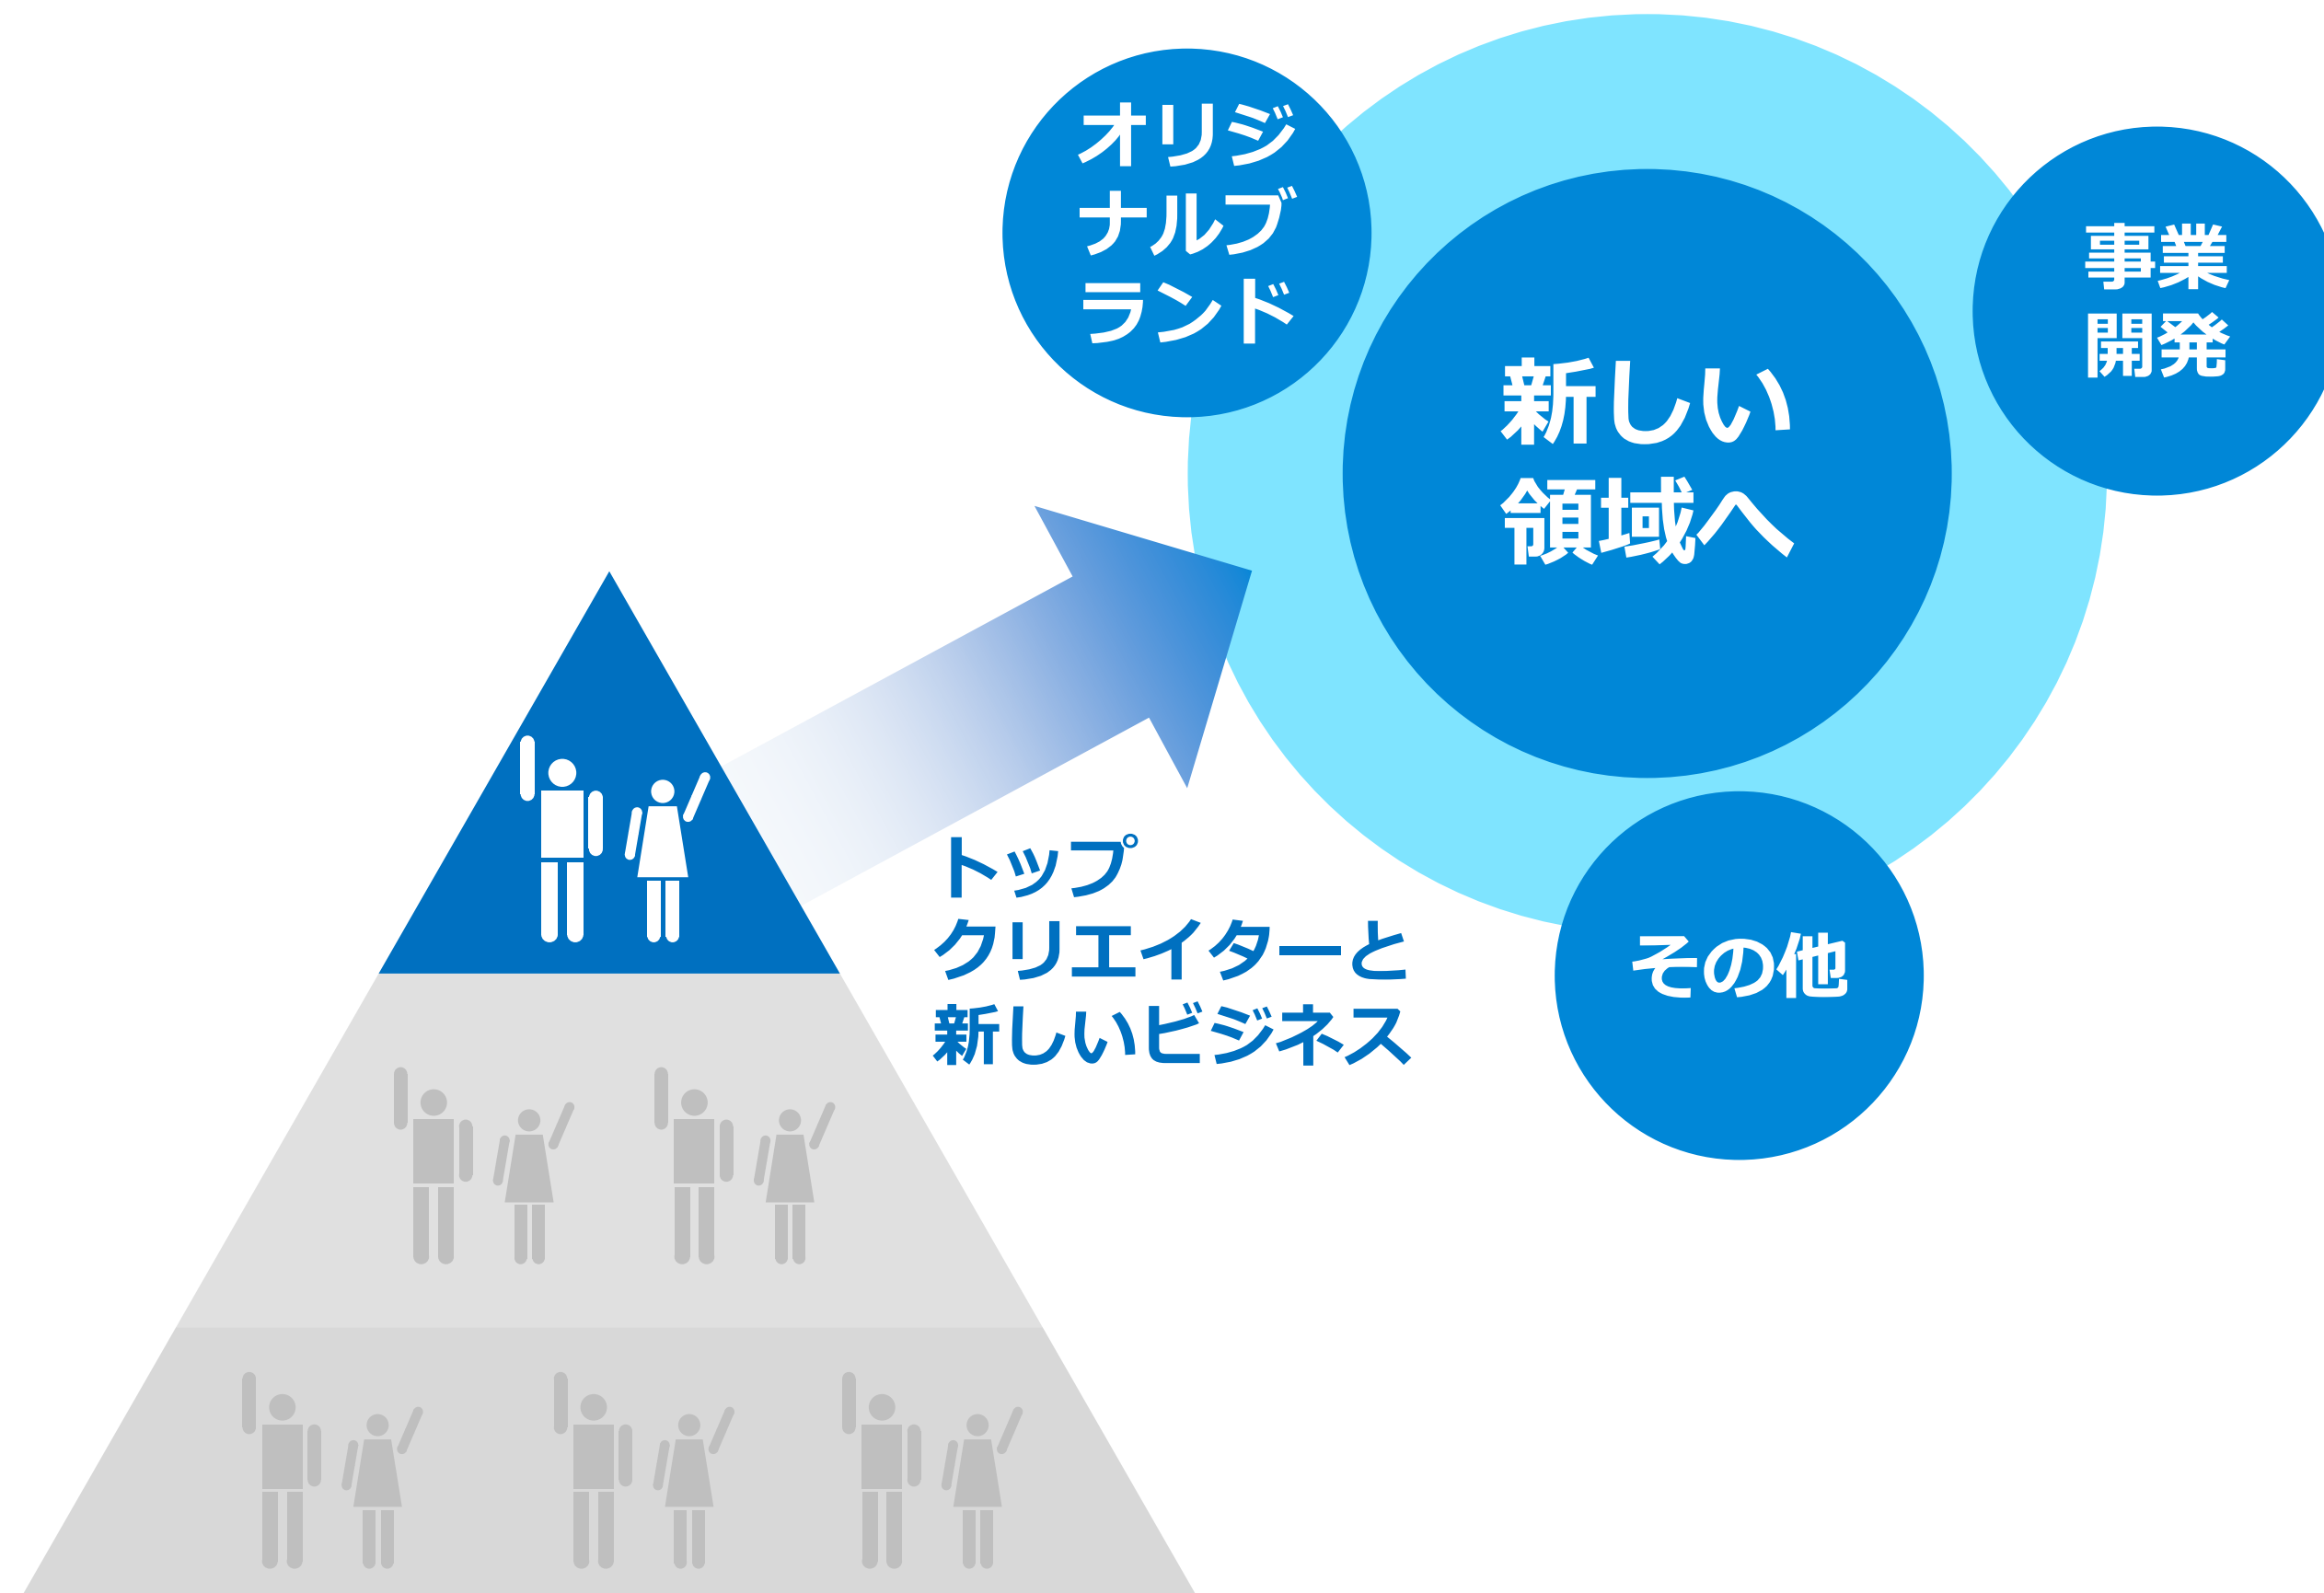 オリジ
ナルブ
ランド
事業
開発
新しい
領域へ
トップ
クリエイターと
新しいビジネス
その他